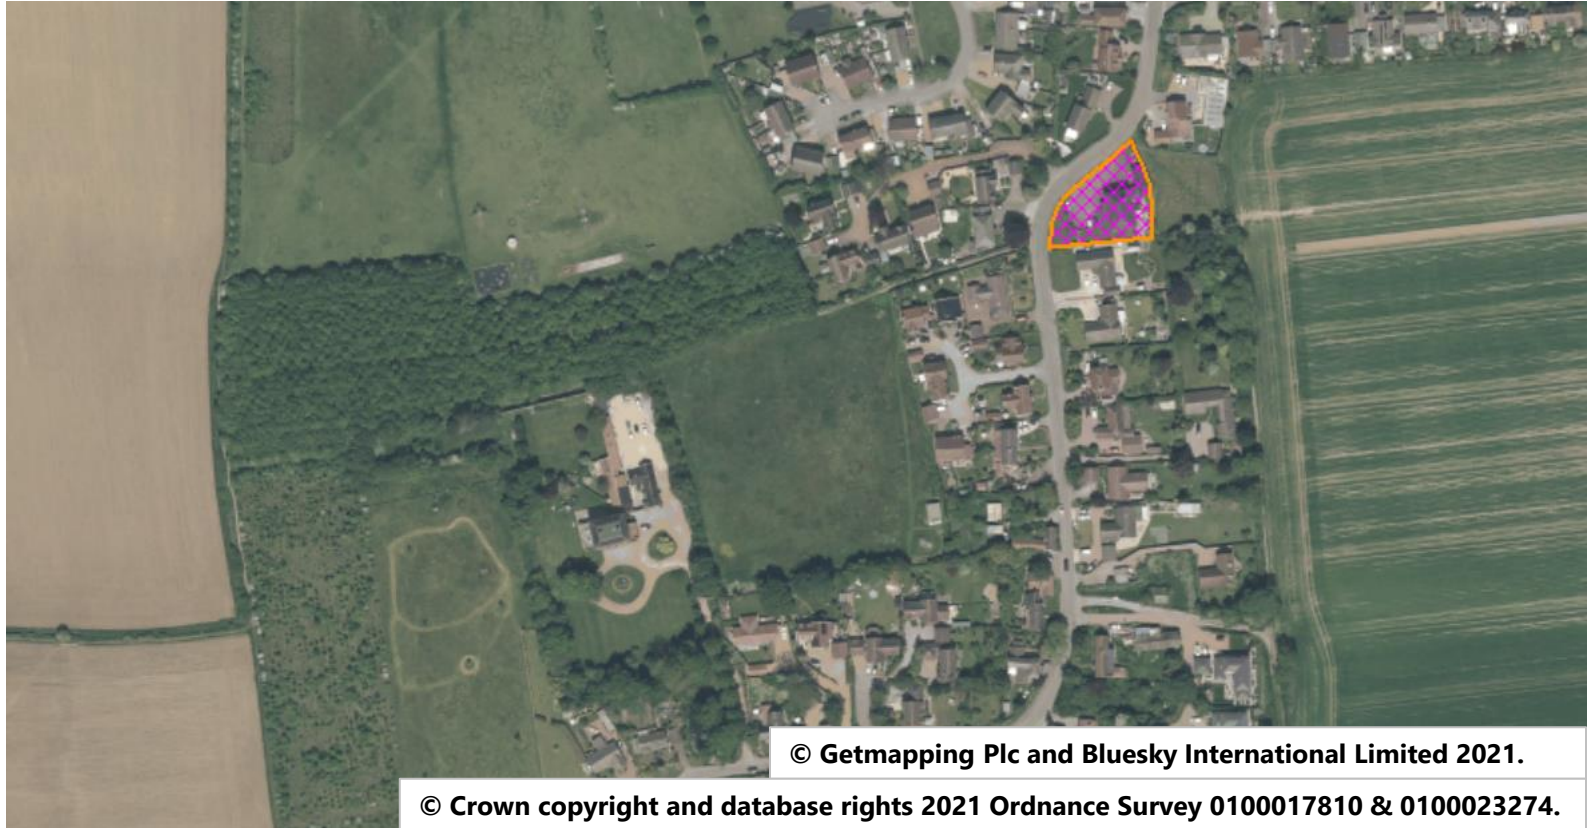 © Getmapping Plc and Bluesky International Limited 2021.
© Crown copyright and database rights 2021 Ordnance Survey 0100017810 & 0100023274.